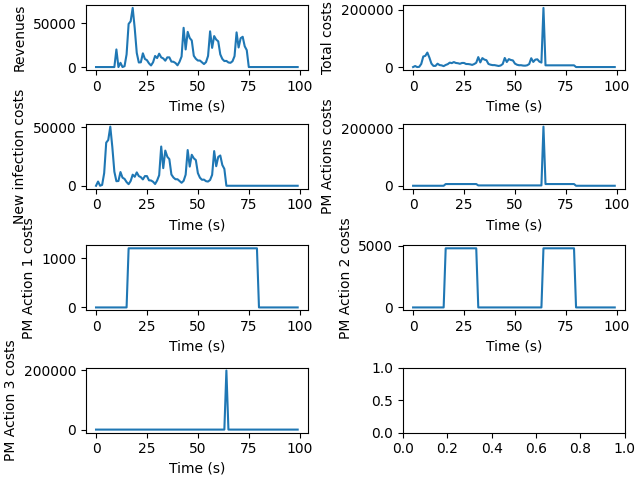 Revenues
50000
0
0 25 50 75 100
Time (s)
Total costs
200000
0
0 25 50 75 100
Time (s)
New infection costs
50000
0
0 25 50 75 100
Time (s)
PM Actions costs
200000
0
0 25 50 75 100
Time (s)
PM Action 1 costs
1000
0
0 25 50 75 100
Time (s)
PM Action 2 costs
5000
0
0 25 50 75 100
Time (s)
PM Action 3 costs
200000
0
0 25 50 75 100
Time (s)
1.0
0.5
0.0
0.0 0.2 0.4 0.6 0.8 1.0